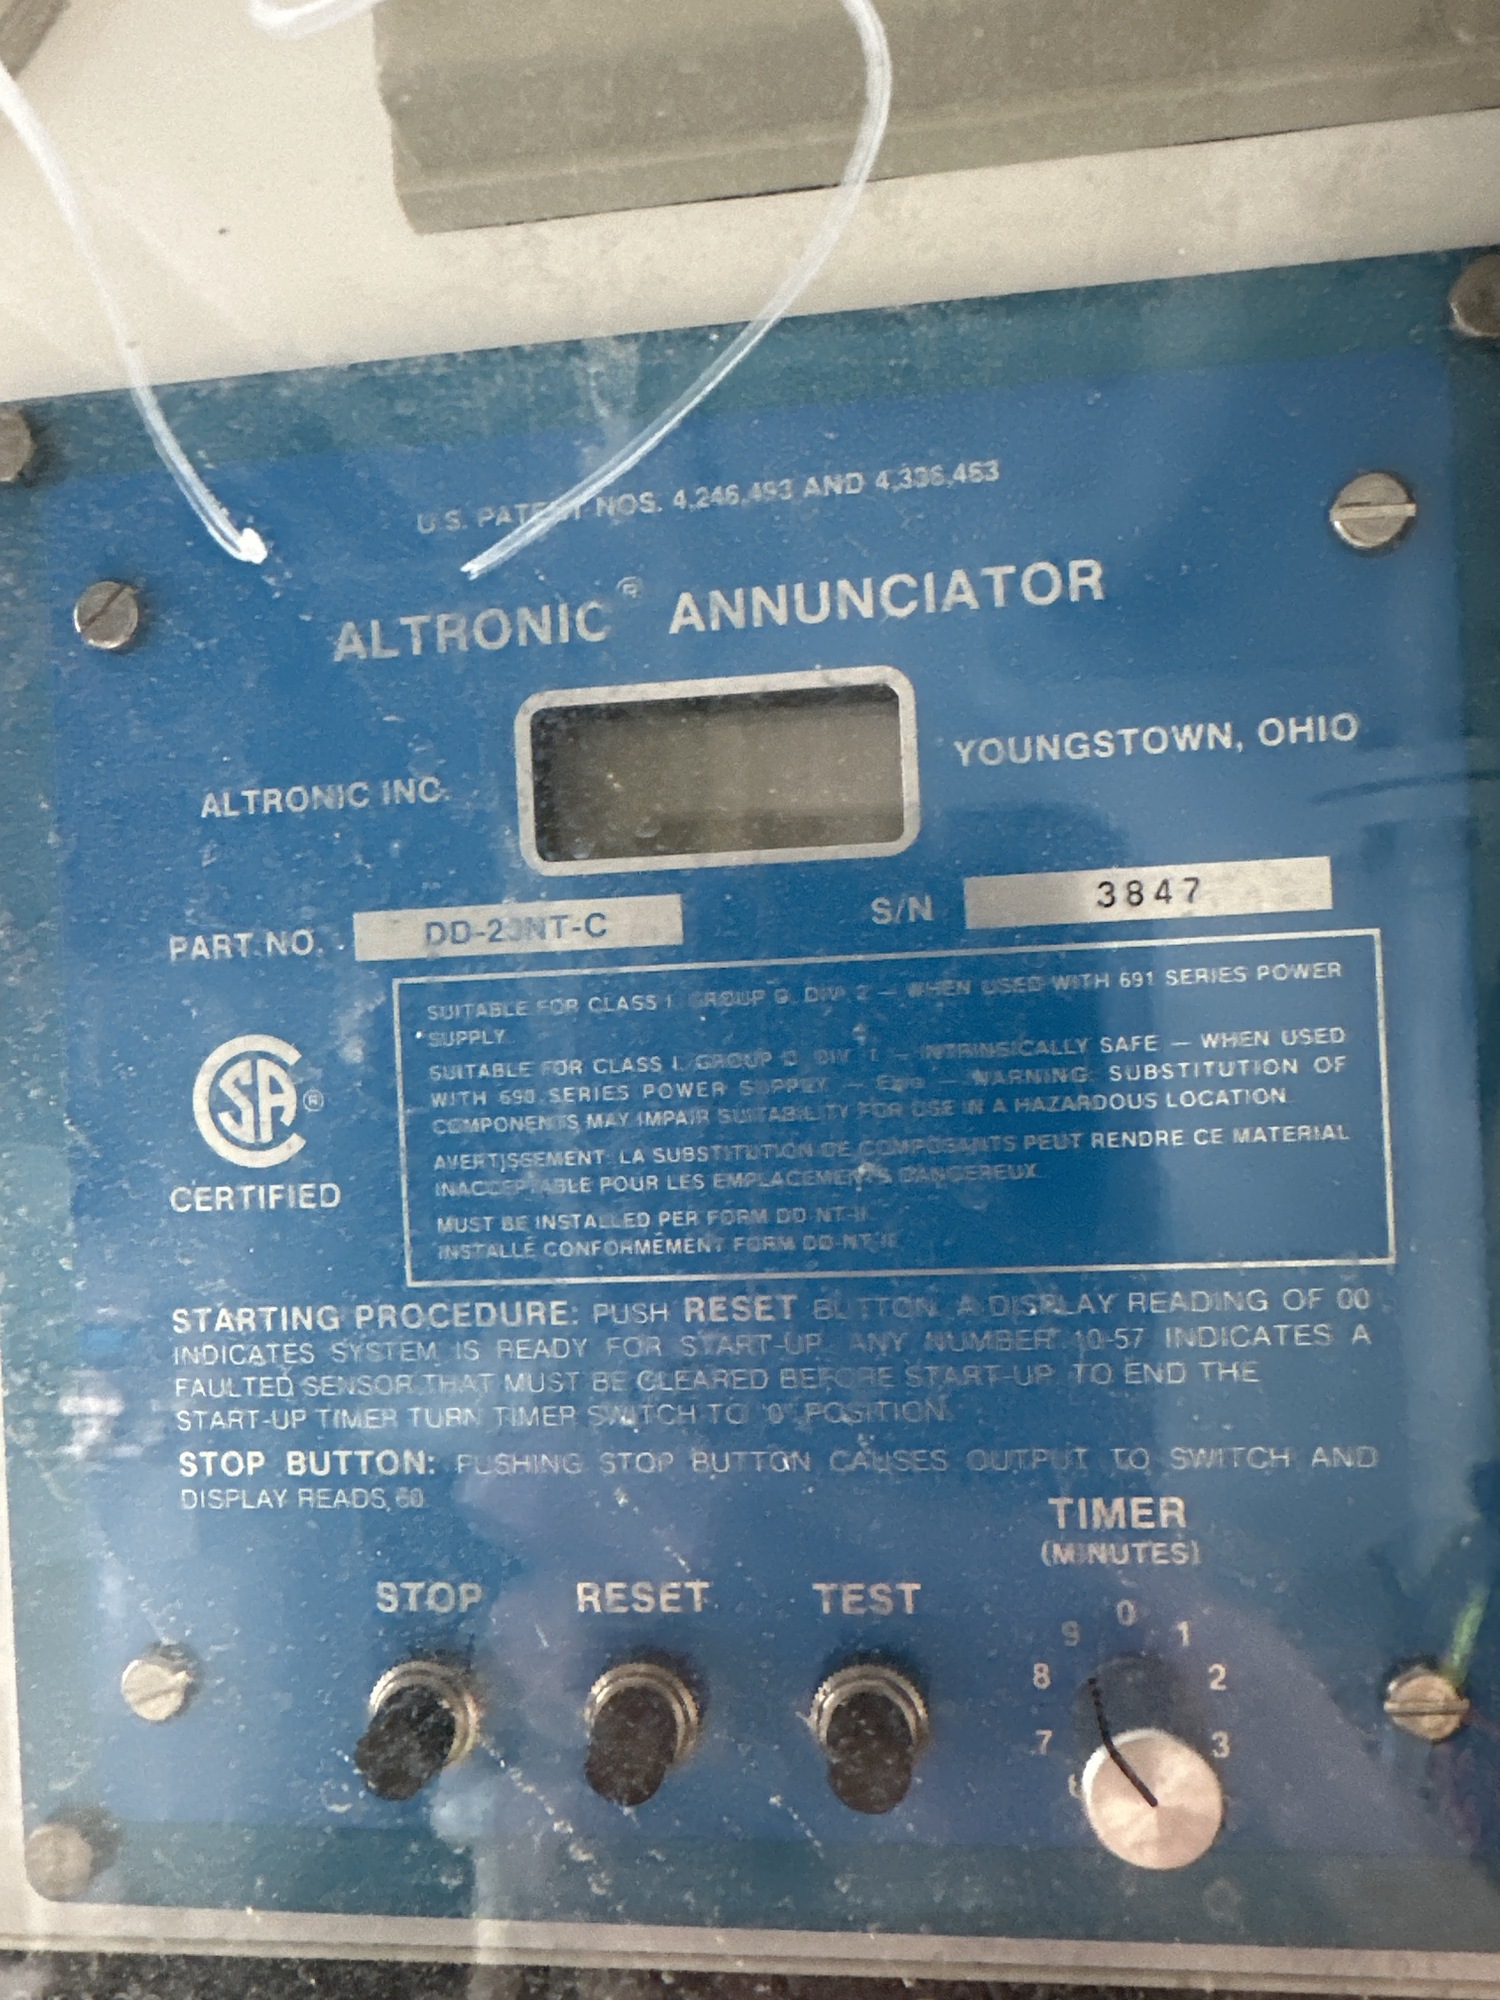 U.S. PATENT NOS. 4,246,493 AND 4,336,463
ALTRONIC® ANNUNCIATOR
ALTRONIC INC. YOUNGSTOWN, OHIO
PART NO. DD-20NT-C S/N 3847
SUITABLE FOR CLASS I, GROUP D, DIV. 2 — WHEN USED WITH 691 SERIES POWER
SUPPLY.
SUITABLE FOR CLASS I, GROUP D, DIV. 1 — INTRINSICALLY SAFE — WHEN USED
WITH 690 SERIES POWER SUPPLY — Exia — WARNING: SUBSTITUTION OF
COMPONENTS MAY IMPAIR SUITABILITY FOR USE IN A HAZARDOUS LOCATION.
AVERTISSEMENT: LA SUBSTITUTION DE COMPOSANTS PEUT RENDRE CE MATERIAL
INACCEPTABLE POUR LES EMPLACEMENTS DANGEREUX.
MUST BE INSTALLED PER FORM DD NT-II.
INSTALLÉ CONFORMÉMENT FORM DD-NT-II.
CSA ®
CERTIFIED
STARTING PROCEDURE: PUSH RESET BUTTON. A DISPLAY READING OF 00
INDICATES SYSTEM IS READY FOR START-UP. ANY NUMBER 10-57 INDICATES A
FAULTED SENSOR THAT MUST BE CLEARED BEFORE START-UP. TO END THE
START-UP TIMER TURN TIMER SWITCH TO "0" POSITION.
STOP BUTTON: PUSHING STOP BUTTON CAUSES OUTPUT TO SWITCH AND
DISPLAY READS 60.
TIMER
(MINUTES)
STOP RESET TEST
0
9 1
8 2
7 3
6